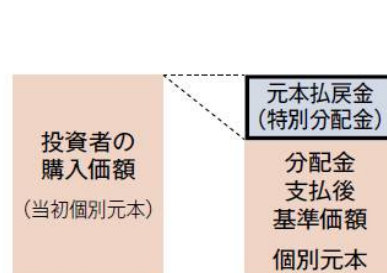 投資者の
購入価額
（当初個別元本）
元本払戻金
（特別分配金）
分配金
支払後
基準価額
個別元本